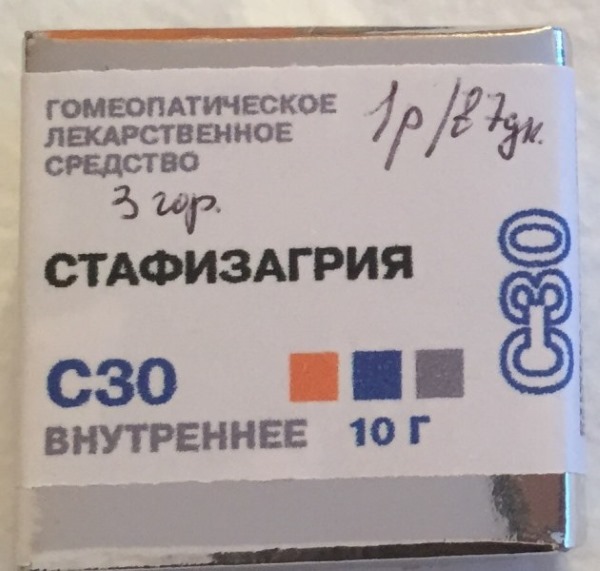 ГОМЕОПАТИЧЕСКОЕ
ЛЕКАРСТВЕННОЕ
СРЕДСТВО
1р/в 7дн.
3 гор.
СТАФИЗАГРИЯ
С30
С30
ВНУТРЕННЕЕ 10 Г